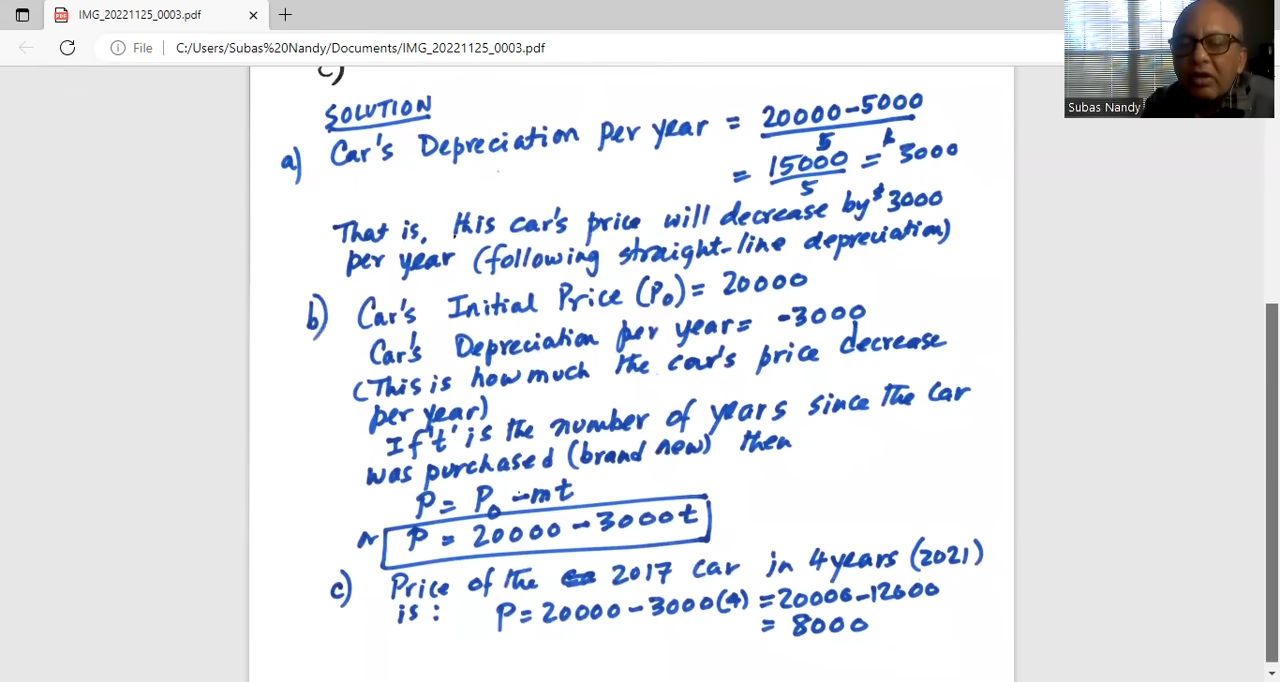 IMG_20221125_0003.pdf
File C:/Users/Subas%20Nandy/Documents/IMG_20221125_0003.pdf
Subas Nandy
c)
SOLUTION
a) Car's Depreciation per year = 20000-5000 / 5
= 15000 / 5 = $3000
That is, this car's price will decrease by $3000
per year (following straight-line depreciation)
b) Car's Initial Price (P₀) = 20000
Car's Depreciation per year = -3000
(This is how much the car's price decrease
per year)
If 't' is the number of years since the car
was purchased (brand new) then
P = P₀ - mt
P = 20000 - 3000t
c) Price of the 2017 car in 4 years (2021)
is: P = 20000 - 3000(4) = 20000-12000
= 8000